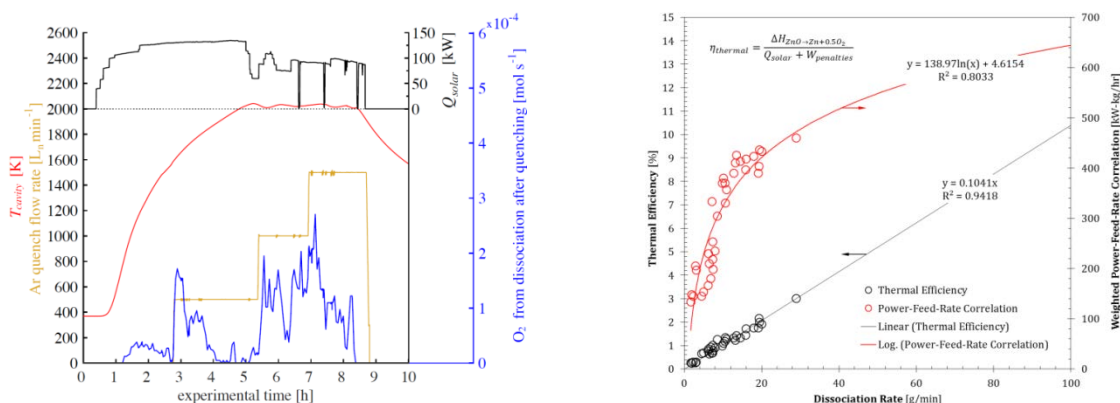 2600
2400
2200
2000
1800
1600
1400
1200
1000
800
600
400
200
0
T_cavity [K]
Ar quench flow rate [L_n min⁻¹]
0 1 2 3 4 5 6 7 8 9 10
experimental time [h]
150
100
50
0
Q_solar [kW]
6 x10⁻⁴
5
4
3
2
1
0
O₂ from dissociation after quenching [mol s⁻¹]
15
14
13
12
11
10
9
8
7
6
5
4
3
2
1
0
Thermal Efficiency [%]
η_thermal = ΔH_ZnO→Zn+0.5O₂ / Q_solar + W_penalties
y = 138.97ln(x) + 4.6154
R² = 0.8033
y = 0.1041x
R² = 0.9418
Thermal Efficiency
Power-Feed-Rate Correlation
Linear (Thermal Efficiency)
Log. (Power-Feed-Rate Correlation)
0 20 40 60 80 100
Dissociation Rate [g/min]
700
600
500
400
300
200
100
0
Weighted Power-Feed-Rate Correlation [kW-log/hr]